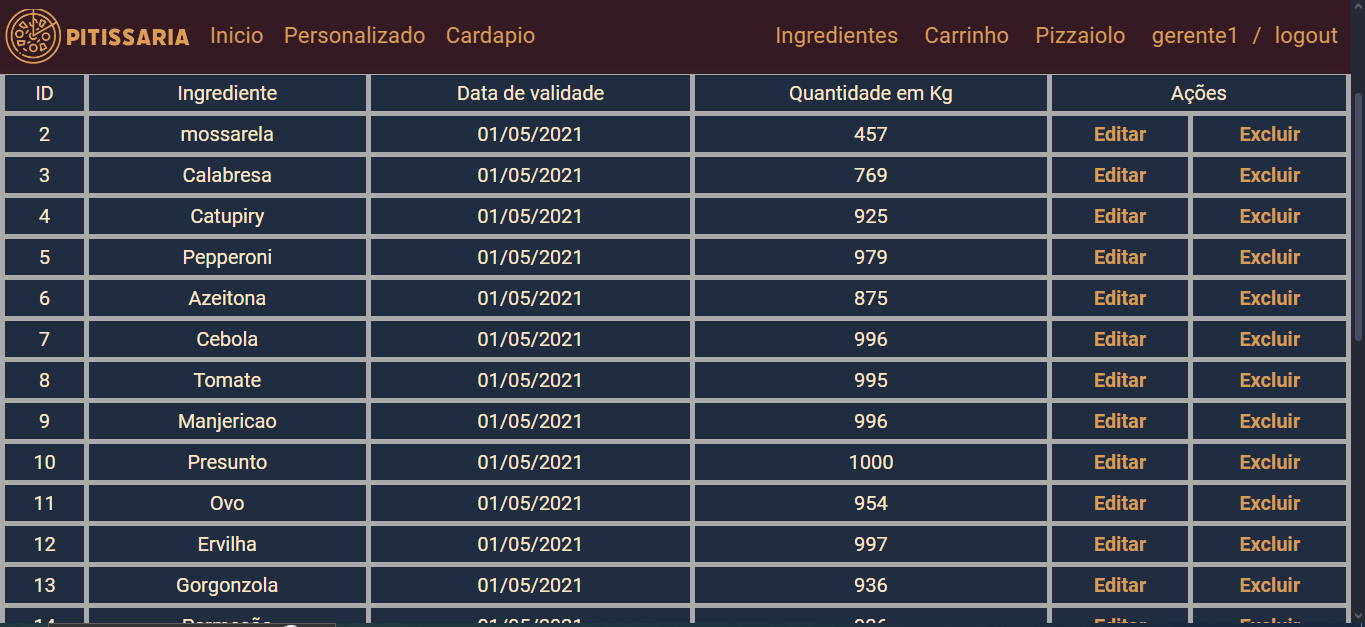 PITISSARIA Inicio Personalizado Cardapio Ingredientes Carrinho Pizzaiolo gerente1 / logout
ID Ingrediente Data de validade Quantidade em Kg Ações
2 mossarela 01/05/2021 457 Editar Excluir
3 Calabresa 01/05/2021 769 Editar Excluir
4 Catupiry 01/05/2021 925 Editar Excluir
5 Pepperoni 01/05/2021 979 Editar Excluir
6 Azeitona 01/05/2021 875 Editar Excluir
7 Cebola 01/05/2021 996 Editar Excluir
8 Tomate 01/05/2021 995 Editar Excluir
9 Manjericao 01/05/2021 996 Editar Excluir
10 Presunto 01/05/2021 1000 Editar Excluir
11 Ovo 01/05/2021 954 Editar Excluir
12 Ervilha 01/05/2021 997 Editar Excluir
13 Gorgonzola 01/05/2021 936 Editar Excluir